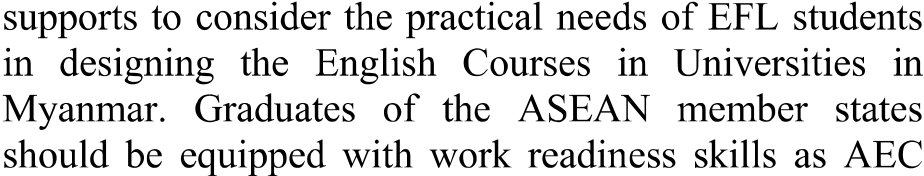 supports to consider the practical needs of EFL students
in designing the English Courses in Universities in
Myanmar. Graduates of the ASEAN member states
should be equipped with work readiness skills as AEC